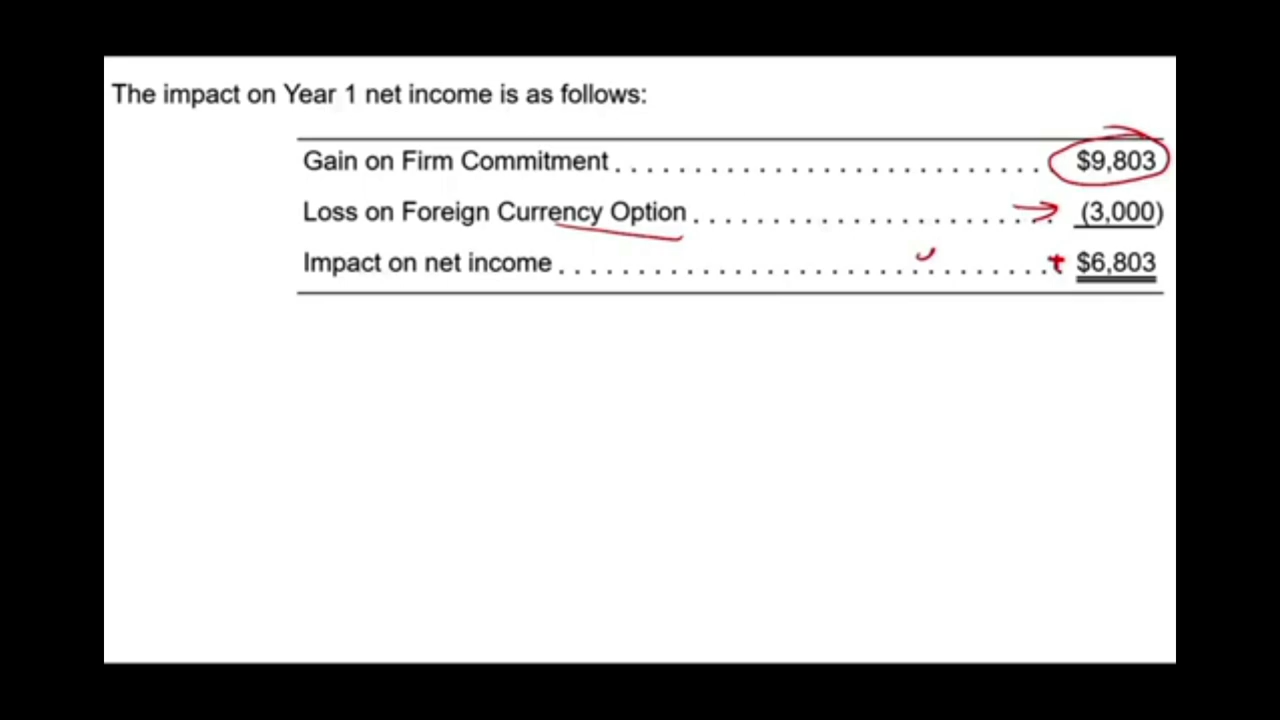 The impact on Year 1 net income is as follows:
Gain on Firm Commitment . . . . . . . . . . . . . . . . . . . . . . . . . . . $9,803
Loss on Foreign Currency Option . . . . . . . . . . . . . . . . . . . . . . . (3,000)
Impact on net income . . . . . . . . . . . . . . . . . . . . . . . . . . . . . . + $6,803